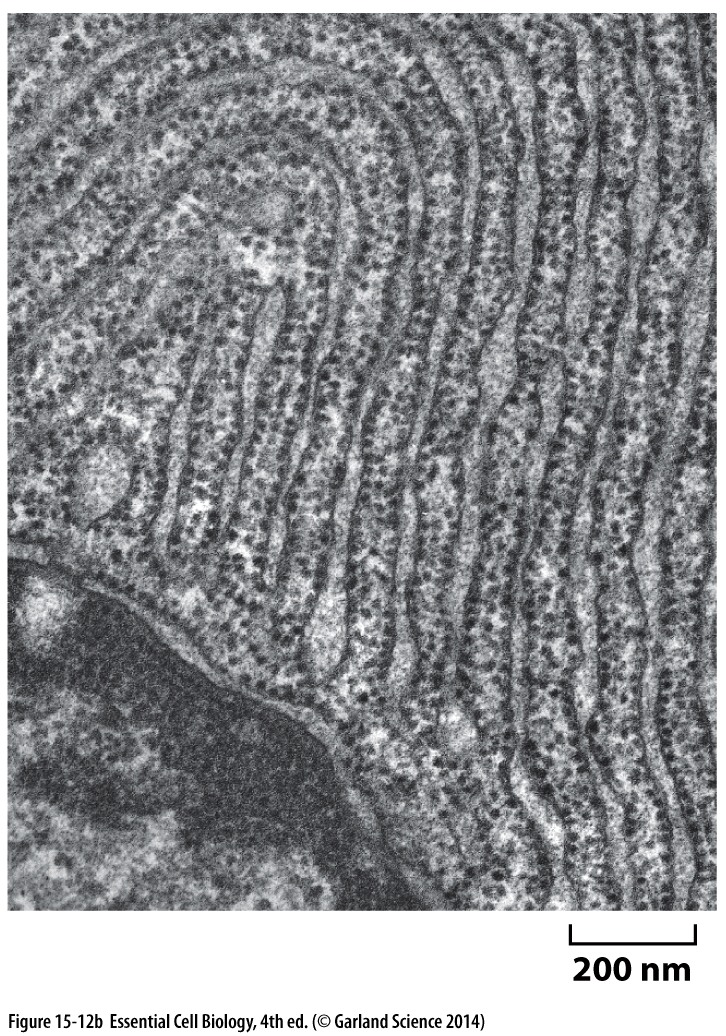 200 nm
Figure 15-12b Essential Cell Biology, 4th ed. (© Garland Science 2014)